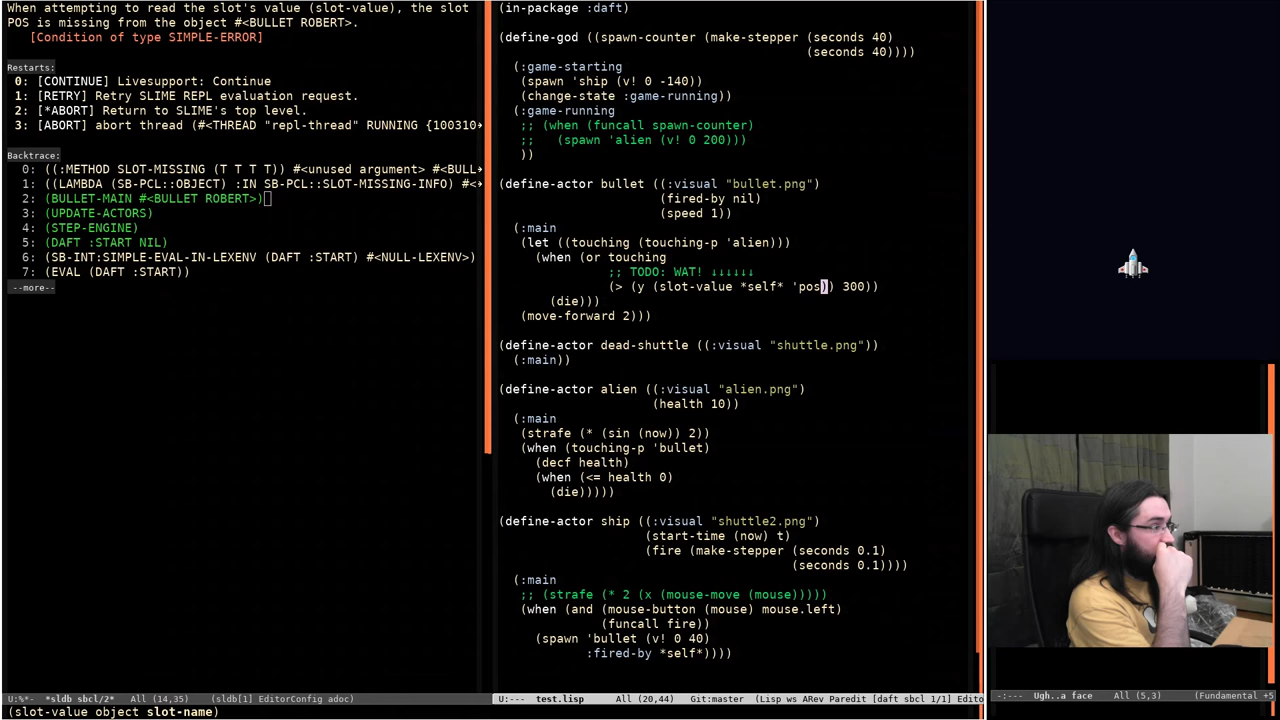 When attempting to read the slot's value (slot-value), the slot
POS is missing from the object #<BULLET ROBERT>.
[Condition of type SIMPLE-ERROR]
Restarts:
0: [CONTINUE] Livesupport: Continue
1: [RETRY] Retry SLIME REPL evaluation request.
2: [*ABORT] Return to SLIME's top level.
3: [ABORT] abort thread (#<THREAD "repl-thread" RUNNING {100310→
Backtrace:
0: ((:METHOD SLOT-MISSING (T T T T)) #<unused argument> #<BULL→
1: ((LAMBDA (SB-PCL::OBJECT) :IN SB-PCL::SLOT-MISSING-INFO) #<→
2: (BULLET-MAIN #<BULLET ROBERT>)
3: (UPDATE-ACTORS)
4: (STEP-ENGINE)
5: (DAFT :START NIL)
6: (SB-INT:SIMPLE-EVAL-IN-LEXENV (DAFT :START) #<NULL-LEXENV>)
7: (EVAL (DAFT :START))
--more--
U:%*- *sldb sbcl/2* All (14,35) (sldb[1] EditorConfig adoc)
(slot-value object slot-name)
(in-package :daft)
(define-god ((spawn-counter (make-stepper (seconds 40)
(seconds 40))))
(:game-starting
(spawn 'ship (v! 0 -140))
(change-state :game-running))
(:game-running
;; (when (funcall spawn-counter)
;; (spawn 'alien (v! 0 200)))
))
(define-actor bullet ((:visual "bullet.png")
(fired-by nil)
(speed 1))
(:main
(let ((touching (touching-p 'alien)))
(when (or touching
;; TODO: WAT! ↓↓↓↓↓↓
(> (y (slot-value *self* 'pos)) 300))
(die)))
(move-forward 2)))
(define-actor dead-shuttle ((:visual "shuttle.png"))
(:main))
(define-actor alien ((:visual "alien.png")
(health 10))
(:main
(strafe (* (sin (now)) 2))
(when (touching-p 'bullet)
(decf health)
(when (<= health 0)
(die)))))
(define-actor ship ((:visual "shuttle2.png")
(start-time (now) t)
(fire (make-stepper (seconds 0.1)
(seconds 0.1))))
(:main
;; (strafe (* 2 (x (mouse-move (mouse)))))
(when (and (mouse-button (mouse) mouse.left)
(funcall fire))
(spawn 'bullet (v! 0 40)
:fired-by *self*))))
U:--- test.lisp All (20,44) Git:master (Lisp ws ARev Paredit [daft sbcl 1/1] Edito
-:--- Ugh..a face All (5,3) (Fundamental +5